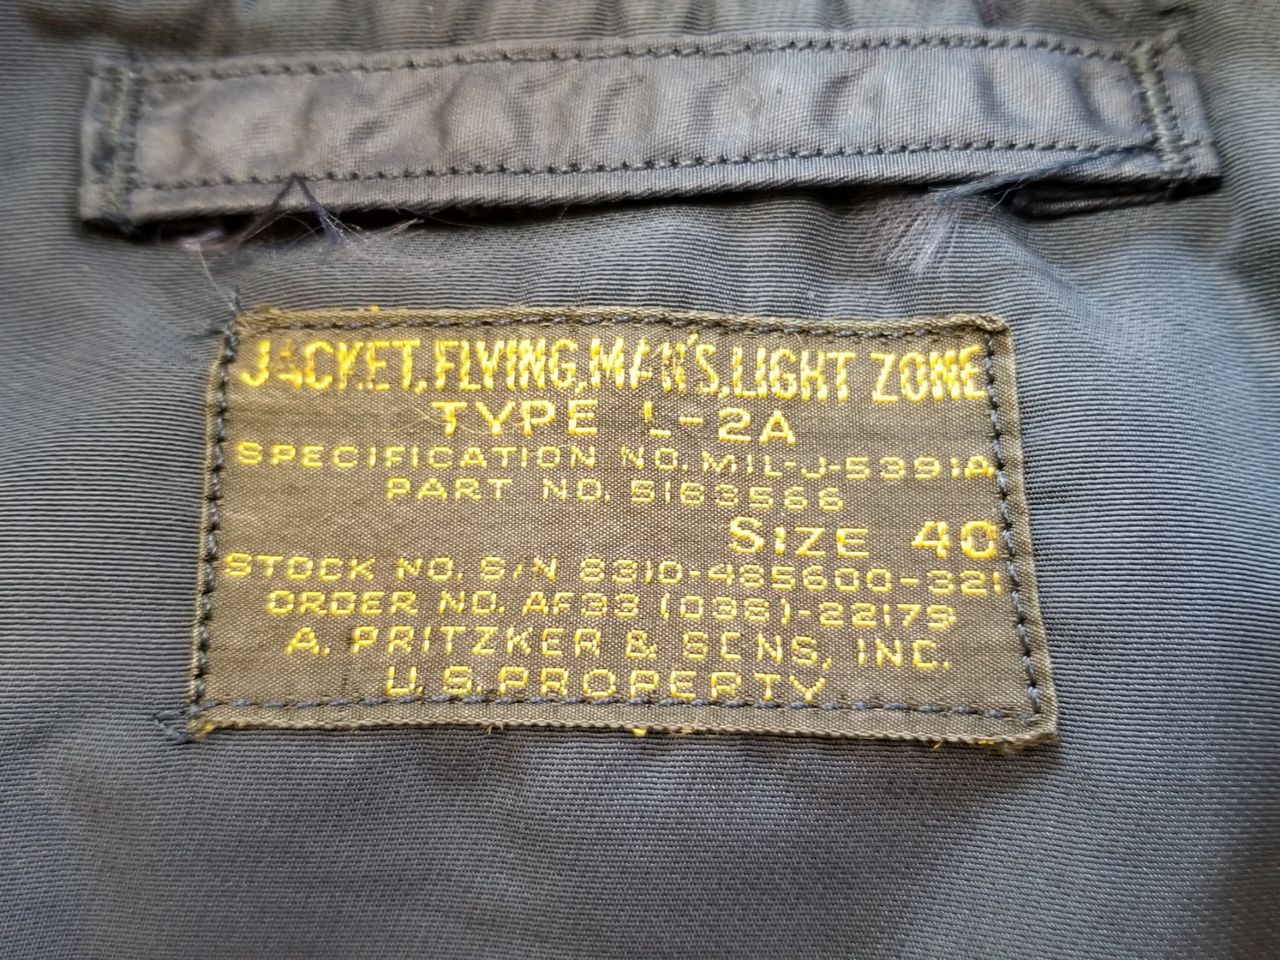 JACKET, FLYING, MAN'S, LIGHT ZONE
TYPE L-2A
SPECIFICATION NO. MIL-J-5391A
PART NO. 5163566
SIZE 40
STOCK NO. S/N 8310-485600-321
ORDER NO. AF33 (038)-22179
A. PRITZKER & SONS, INC.
U.S. PROPERTY